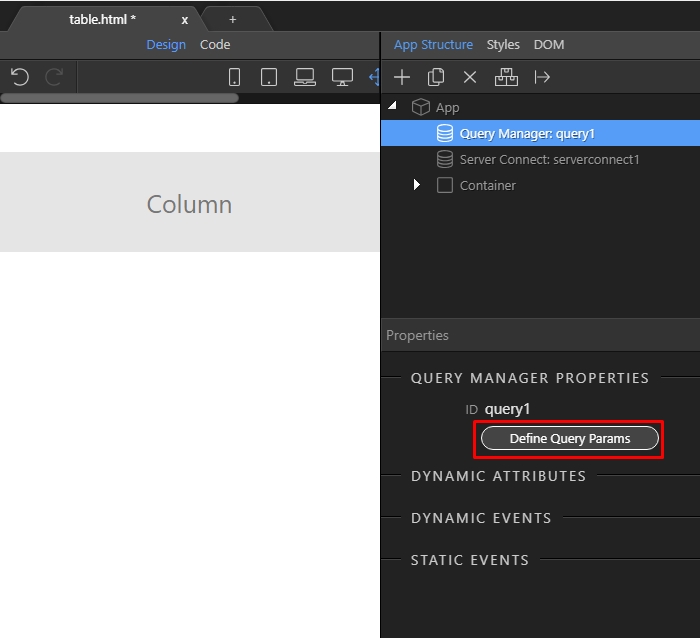 table.html *
x
+
Design
Code
App Structure
Styles
DOM
App
Query Manager: query1
Server Connect: serverconnect1
Container
Column
Properties
QUERY MANAGER PROPERTIES
ID query1
Define Query Params
DYNAMIC ATTRIBUTES
DYNAMIC EVENTS
STATIC EVENTS